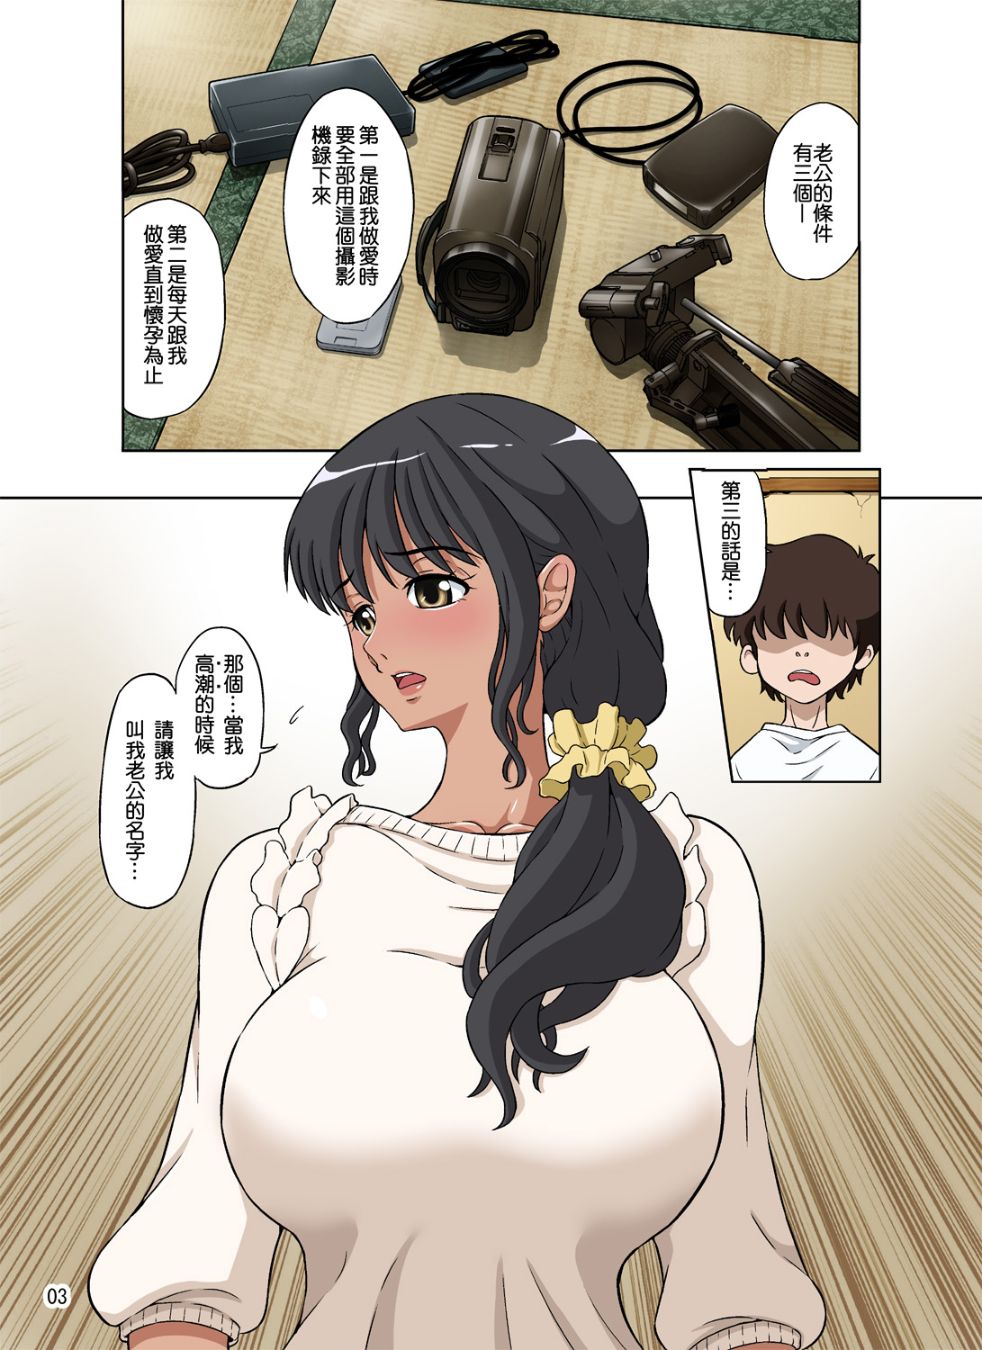 老公的條件
有三個—
第一是跟我做愛時
要全部用這個攝影
機錄下來
第二是每天跟我
做愛直到懷孕為止
第三的話是…
那個…當我
高潮的時候
請讓我
叫我老公的名字…
03